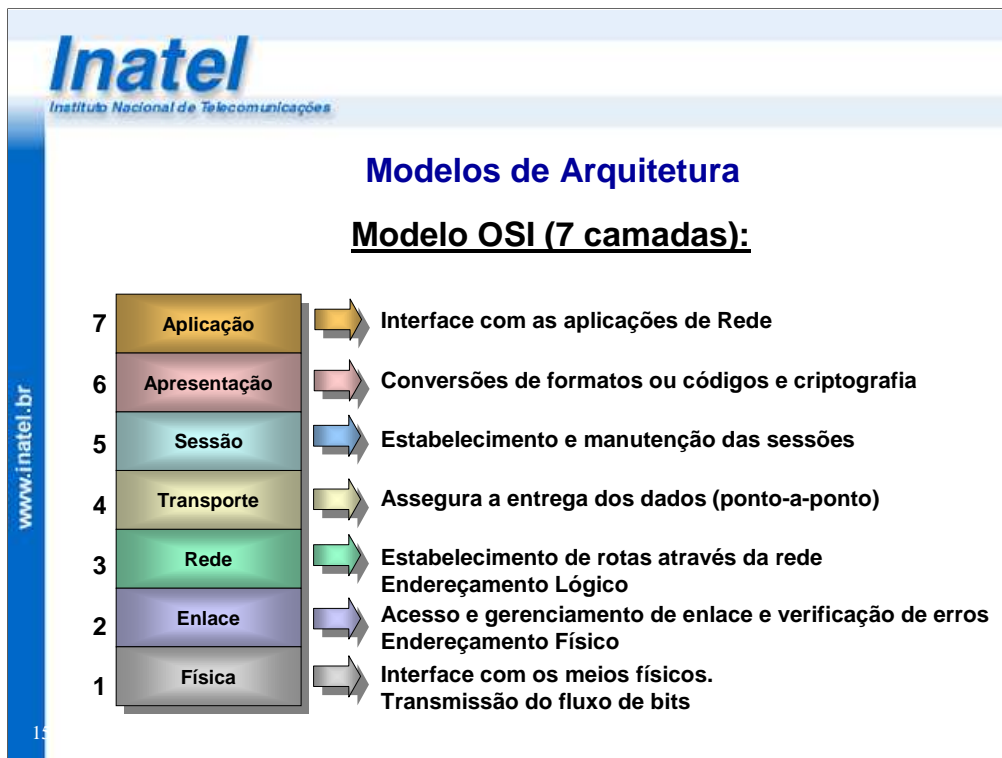 Inatel
Instituto Nacional de Telecomunicações
Modelos de Arquitetura
Modelo OSI (7 camadas):
7 Aplicação Interface com as aplicações de Rede
6 Apresentação Conversões de formatos ou códigos e criptografia
5 Sessão Estabelecimento e manutenção das sessões
4 Transporte Assegura a entrega dos dados (ponto-a-ponto)
3 Rede Estabelecimento de rotas através da rede
Endereçamento Lógico
2 Enlace Acesso e gerenciamento de enlace e verificação de erros
Endereçamento Físico
1 Física Interface com os meios físicos.
Transmissão do fluxo de bits
www.inatel.br